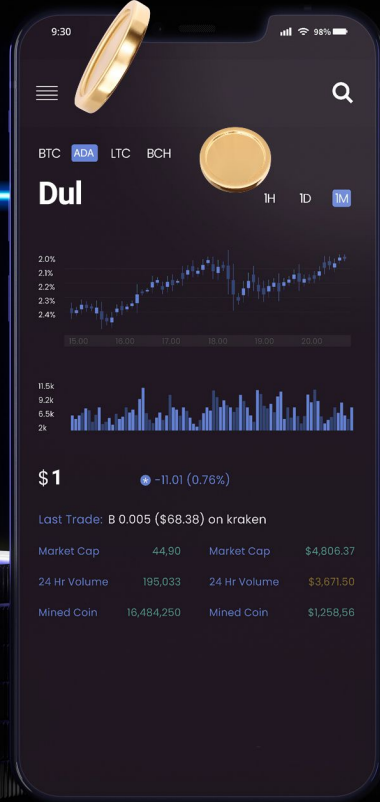 9:30 98%
BTC ADA LTC BCH
Dul
1H 1D 1M
2.0%
2.1%
2.2%
2.3%
2.4%
15.00 16.00 17.00 18.00 19.00 20.00
11.5k
9.2k
6.5k
2k
$1 -11.01 (0.76%)
Last Trade: B 0.005 ($68.38) on kraken
Market Cap 44,90 Market Cap $4,806.37
24 Hr Volume 195,033 24 Hr Volume $3,671.50
Mined Coin 16,484,250 Mined Coin $1,258,56